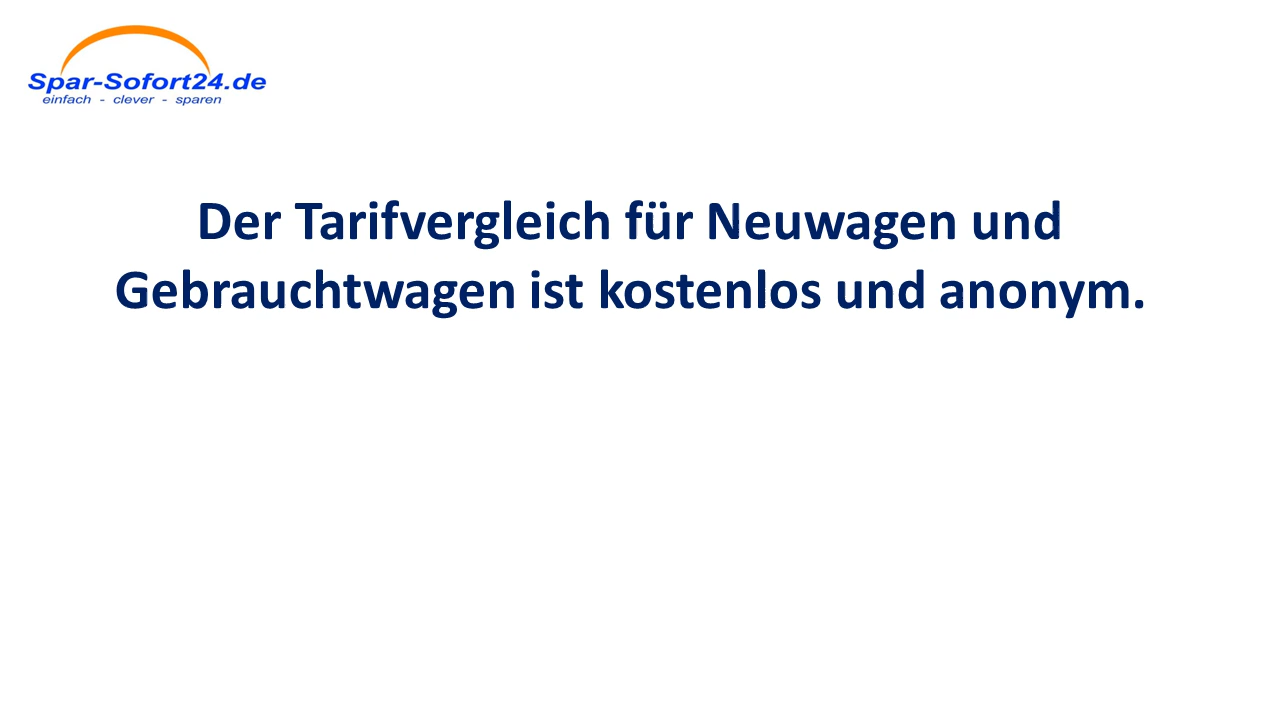 Spar-Sofort24.de
einfach - clever - sparen
Der Tarifvergleich für Neuwagen und
Gebrauchtwagen ist kostenlos und anonym.